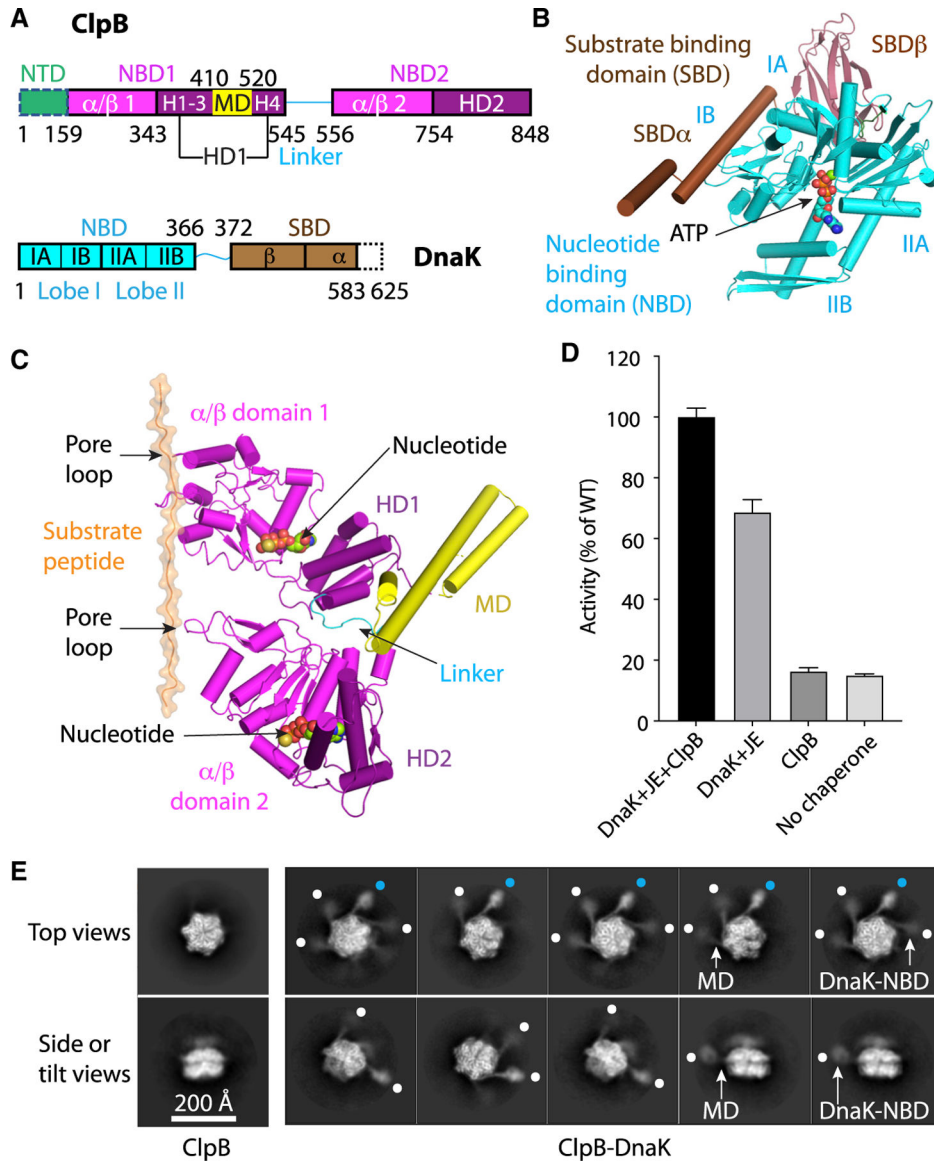 A
ClpB
NTD
NBD1
410
520
NBD2
α/β 1
H1-3
MD
H4
α/β 2
HD2
1
159
343
545
556
754
848
HD1
Linker
NBD
366
372
SBD
IA
IB
IIA
IIB
β
α
DnaK
1
Lobe I
Lobe II
583
625
B
Substrate binding
domain (SBD)
SBDβ
IA
IB
SBDα
ATP
Nucleotide
binding
domain (NBD)
IIA
IIB
C
α/β domain 1
Pore
loop
Nucleotide
HD1
Substrate
peptide
MD
Pore
loop
Linker
Nucleotide
HD2
α/β
domain 2
D
120
100
80
60
40
20
0
Activity (% of WT)
DnaK+JE+ClpB
DnaK+JE
ClpB
No chaperone
E
Top views
MD
DnaK-NBD
Side or
tilt views
200 Å
MD
DnaK-NBD
ClpB
ClpB-DnaK